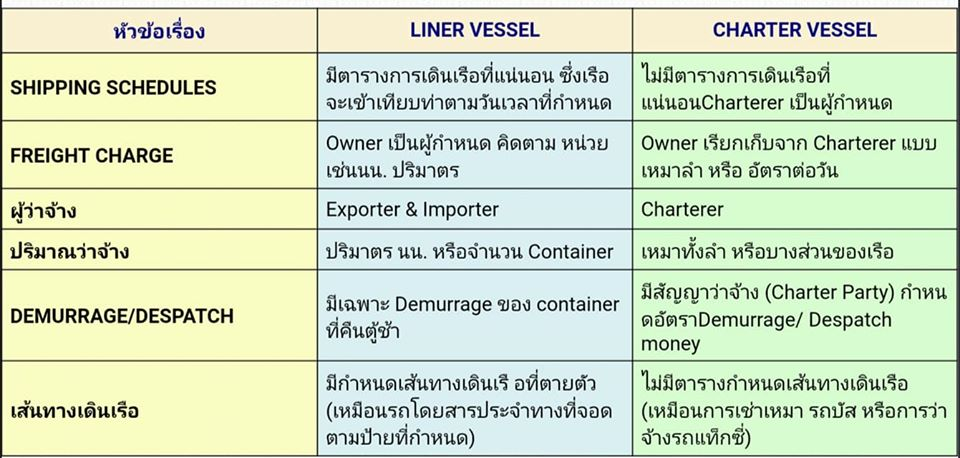 หัวข้อเรื่อง
LINER VESSEL
CHARTER VESSEL
SHIPPING SCHEDULES
มีตารางการเดินเรือที่แน่นอน ซึ่งเรือ
จะเข้าเทียบท่าตามวันเวลาที่กำหนด
ไม่มีตารางการเดินเรือที่
แน่นอนCharterer เป็นผู้กำหนด
FREIGHT CHARGE
Owner เป็นผู้กำหนด คิดตาม หน่วย
เช่นนน. ปริมาตร
Owner เรียกเก็บจาก Charterer แบบ
เหมาลำ หรือ อัตราต่อวัน
ผู้ว่าจ้าง
Exporter & Importer
Charterer
ปริมาณว่าจ้าง
ปริมาตร นน. หรือจำนวน Container
เหมาทั้งลำ หรือบางส่วนของเรือ
DEMURRAGE/DESPATCH
มีเฉพาะ Demurrage ของ container
ที่คืนตู้ช้า
มีสัญญาว่าจ้าง (Charter Party) กำหน
ดอัตราDemurrage/ Despatch
money
เส้นทางเดินเรือ
มีกำหนดเส้นทางเดินเรื อที่ตายตัว
(เหมือนรถโดยสารประจำทางที่จอด
ตามป้ายที่กำหนด)
ไม่มีตารางกำหนดเส้นทางเดินเรือ
(เหมือนการเช่าเหมา รถบัส หรือการว่า
จ้างรถแท็กซี่)